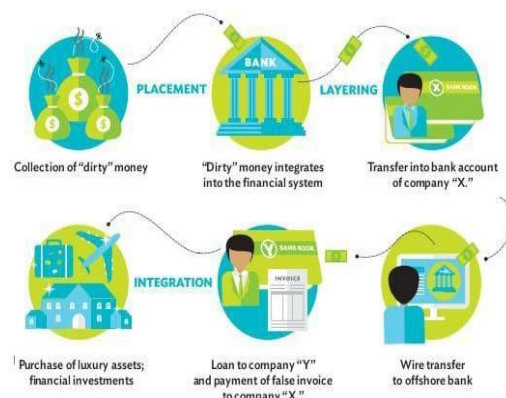 BANK
PLACEMENT
LAYERING
X BANK BOOK
Collection of “dirty” money
“Dirty” money integrates
into the financial system
Transfer into bank account
of company “X.”
INTEGRATION
Y BANK BOOK
INVOICE
Purchase of luxury assets;
financial investments
Loan to company “Y”
and payment of false invoice
to company “X.”
Wire transfer
to offshore bank